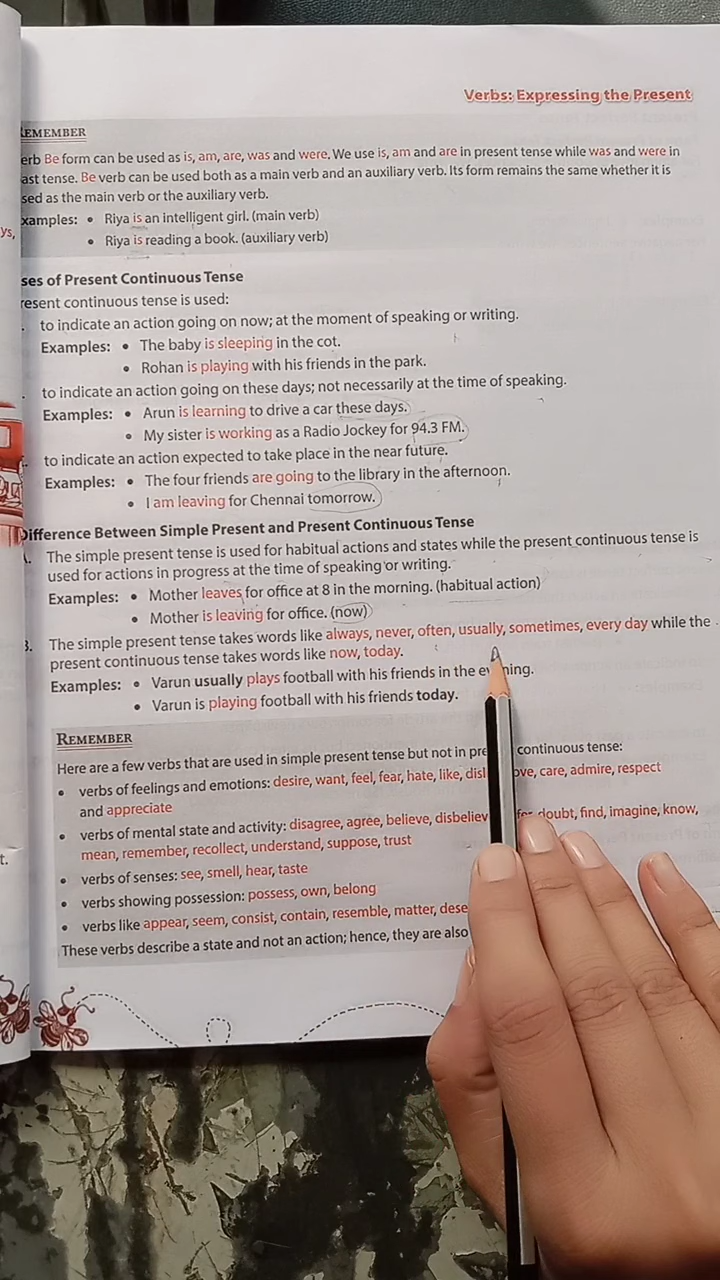 Verbs: Expressing the Present
EMEMBER
erb Be form can be used as is, am, are, was and were. We use is, am and are in present tense while was and were in
ast tense. Be verb can be used both as a main verb and an auxiliary verb. Its form remains the same whether it is
sed as the main verb or the auxiliary verb.
xamples: • Riya is an intelligent girl. (main verb)
ys,
• Riya is reading a book. (auxiliary verb)
ses of Present Continuous Tense
resent continuous tense is used:
. to indicate an action going on now; at the moment of speaking or writing.
Examples: • The baby is sleeping in the cot.
• Rohan is playing with his friends in the park.
. to indicate an action going on these days; not necessarily at the time of speaking.
Examples: • Arun is learning to drive a car these days.
• My sister is working as a Radio Jockey for 94.3 FM.
. to indicate an action expected to take place in the near future.
Examples: • The four friends are going to the library in the afternoon.
• I am leaving for Chennai tomorrow.
Difference Between Simple Present and Present Continuous Tense
. The simple present tense is used for habitual actions and states while the present continuous tense is
used for actions in progress at the time of speaking or writing.
Examples: • Mother leaves for office at 8 in the morning. (habitual action)
• Mother is leaving for office. (now)
B. The simple present tense takes words like always, never, often, usually, sometimes, every day while the
present continuous tense takes words like now, today.
Examples: • Varun usually plays football with his friends in the ev ning.
• Varun is playing football with his friends today.
REMEMBER
Here are a few verbs that are used in simple present tense but not in pre continuous tense:
• verbs of feelings and emotions: desire, want, feel, fear, hate, like, disl ove, care, admire, respect
and appreciate
• verbs of mental state and activity: disagree, agree, believe, disbeliev fer, doubt, find, imagine, know,
mean, remember, recollect, understand, suppose, trust
t.
• verbs of senses: see, smell, hear, taste
• verbs showing possession: possess, own, belong
• verbs like appear, seem, consist, contain, resemble, matter, dese
These verbs describe a state and not an action; hence, they are also